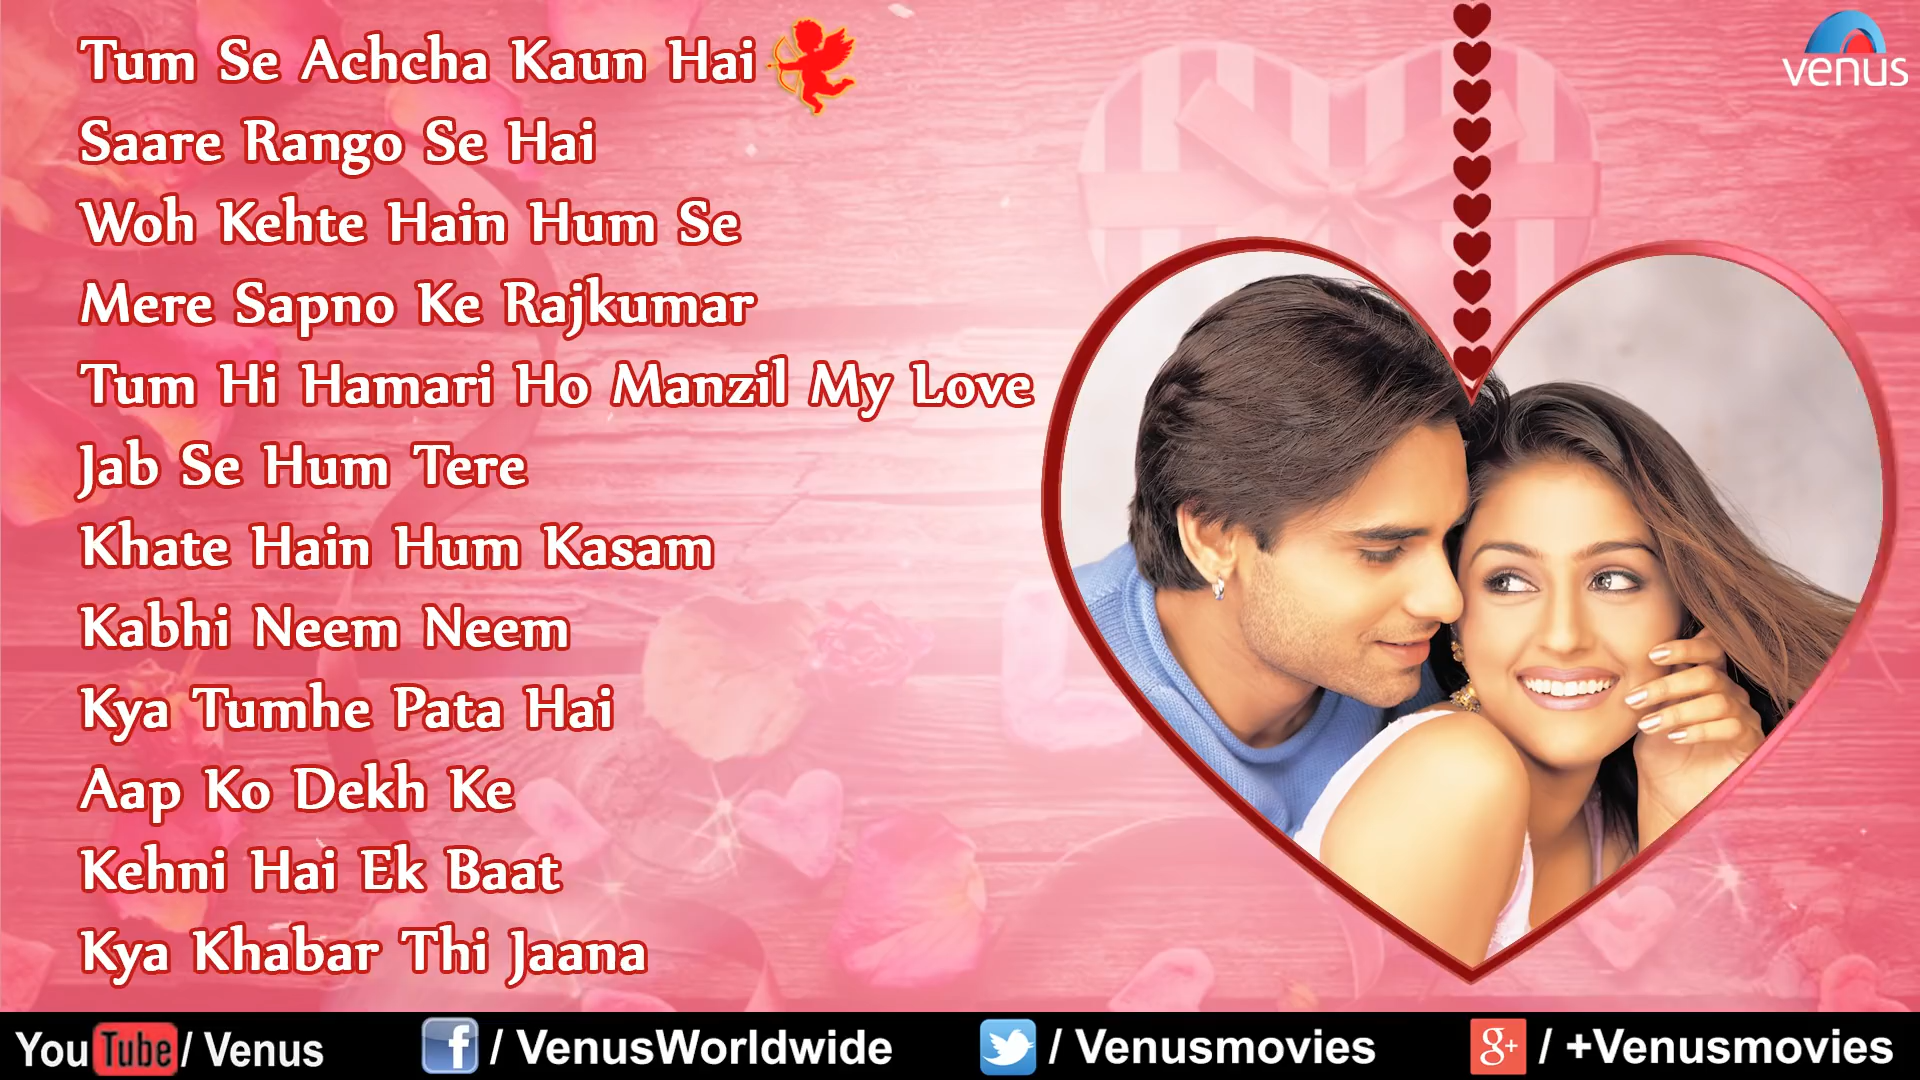 Tum Se Achcha Kaun Hai
venus
Saare Rango Se Hai
Woh Kehte Hain Hum Se
Mere Sapno Ke Rajkumar
Tum Hi Hamari Ho Manzil My Love
Jab Se Hum Tere
Khate Hain Hum Kasam
Kabhi Neem Neem
Kya Tumhe Pata Hai
Aap Ko Dekh Ke
Kehni Hai Ek Baat
Kya Khabar Thi Jaana
YouTube / Venus f / VenusWorldwide / Venusmovies g+ / +Venusmovies